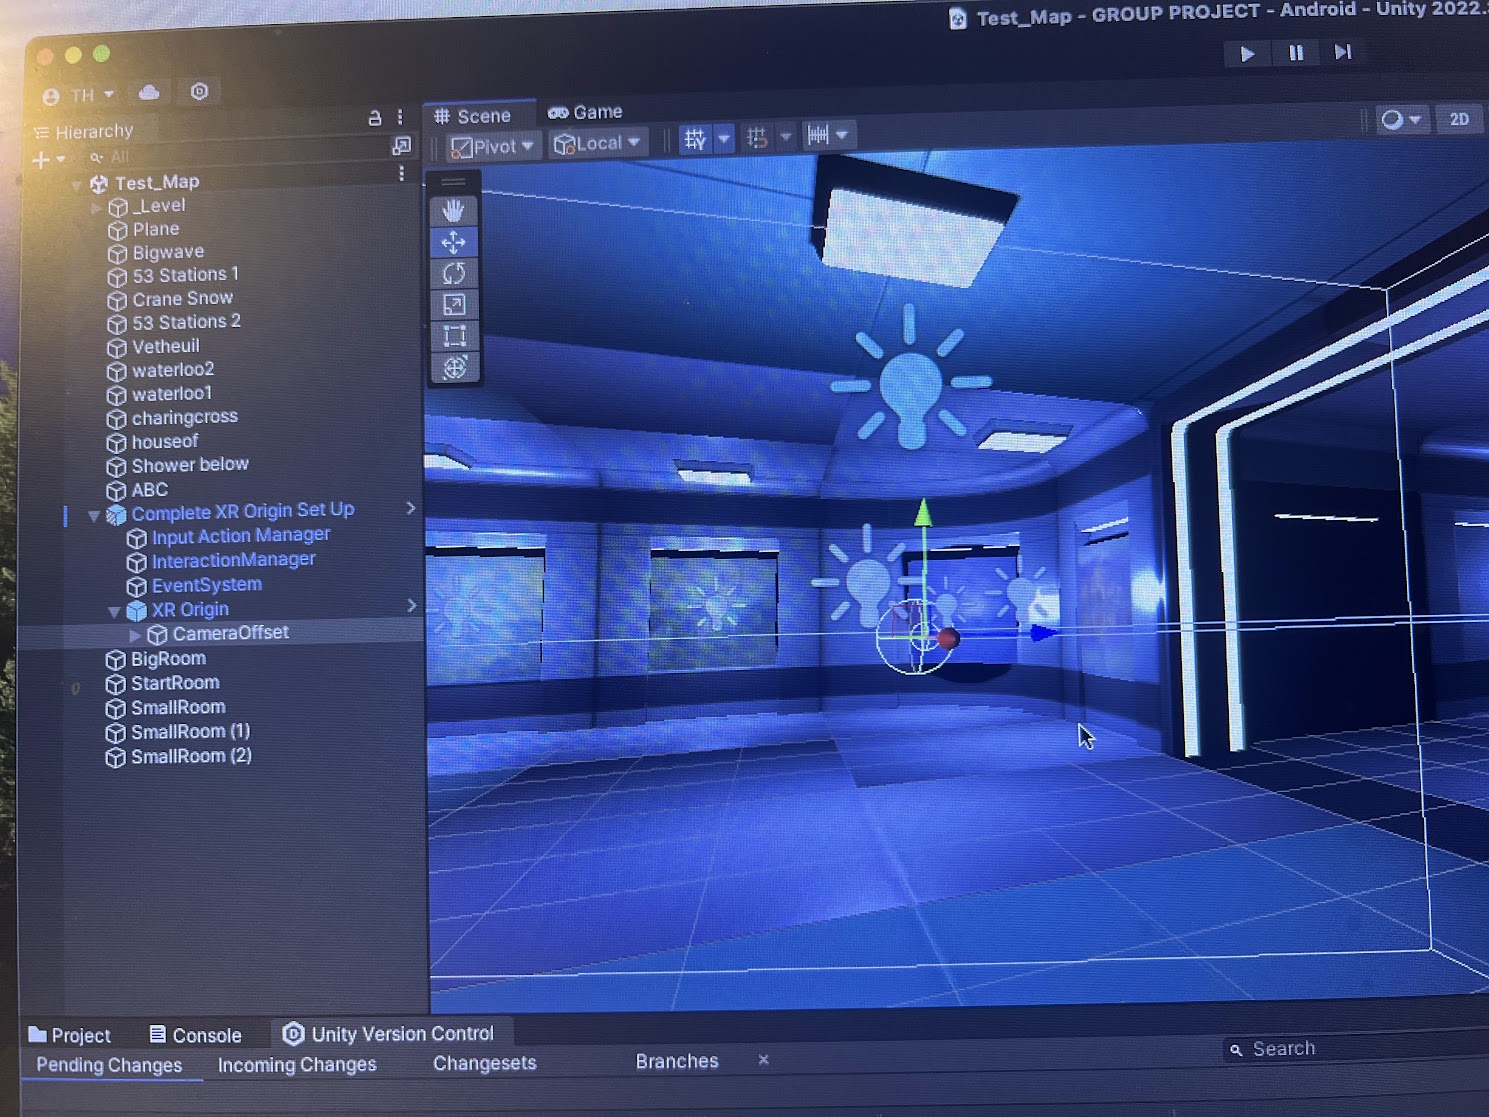 Test_Map - GROUP PROJECT - Android - Unity 2022.
TH
Hierarchy
All
Scene
Game
Pivot
Local
2D
Test_Map
_Level
Plane
Bigwave
53 Stations 1
Crane Snow
53 Stations 2
Vetheuil
waterloo2
waterloo1
charingcross
houseof
Shower below
ABC
Complete XR Origin Set Up
Input Action Manager
InteractionManager
EventSystem
XR Origin
CameraOffset
BigRoom
StartRoom
SmallRoom
SmallRoom (1)
SmallRoom (2)
Project
Console
Unity Version Control
Pending Changes
Incoming Changes
Changesets
Branches
Search